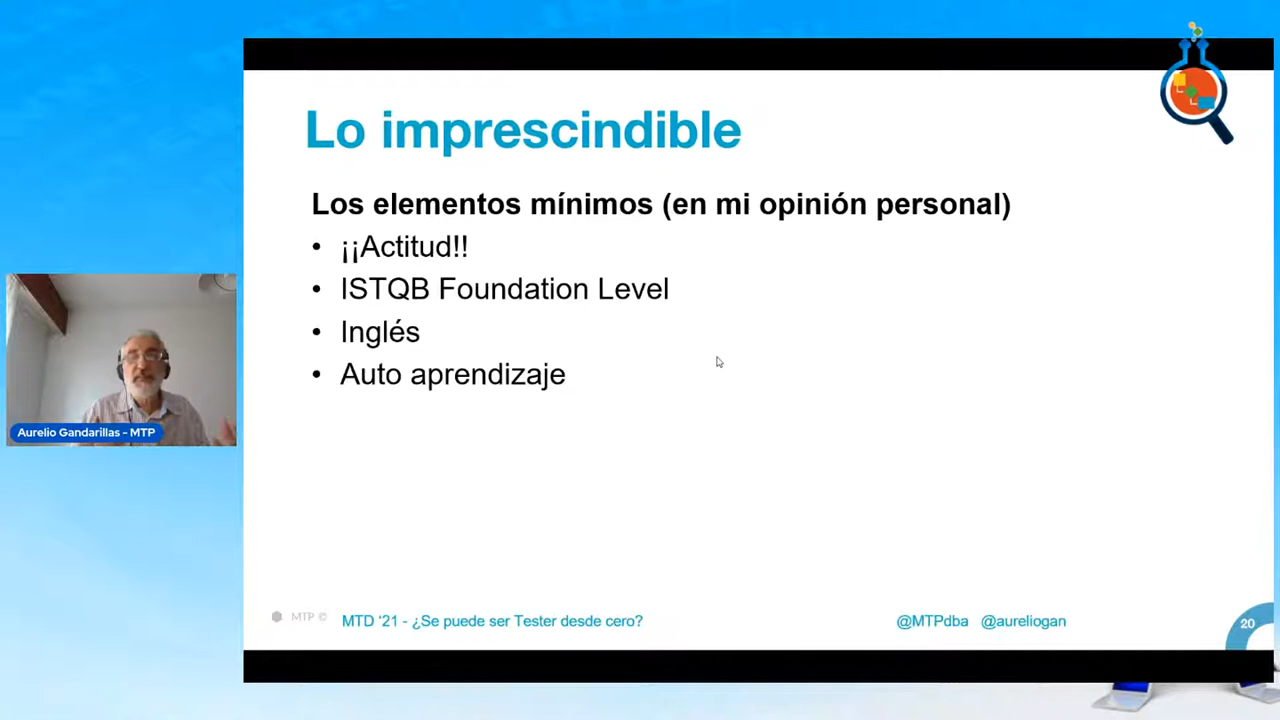 Lo imprescindible
Los elementos mínimos (en mi opinión personal)
• ¡¡Actitud!!
• ISTQB Foundation Level
• Inglés
• Auto aprendizaje
Aurelio Gandarillas - MTP
MTP ©
MTD ‘21 - ¿Se puede ser Tester desde cero?
@MTPdba @aureliogan
20